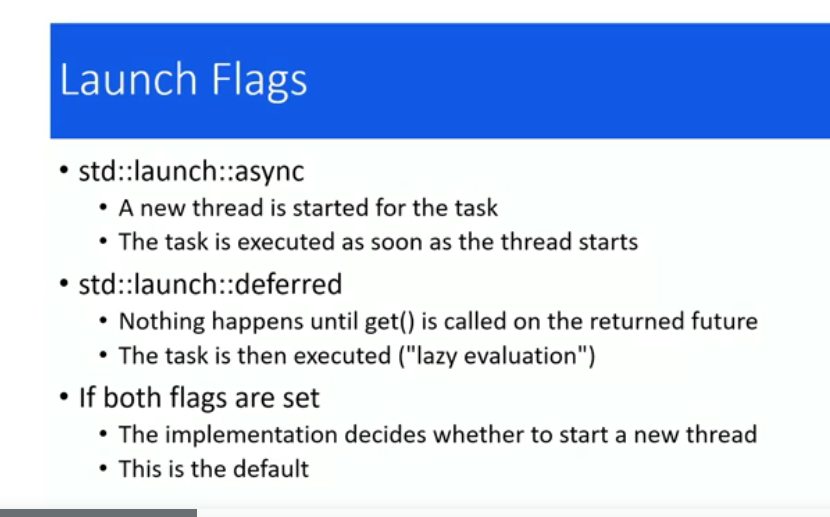 Launch Flags
• std::launch::async
• A new thread is started for the task
• The task is executed as soon as the thread starts
• std::launch::deferred
• Nothing happens until get() is called on the returned future
• The task is then executed ("lazy evaluation")
• If both flags are set
• The implementation decides whether to start a new thread
• This is the default